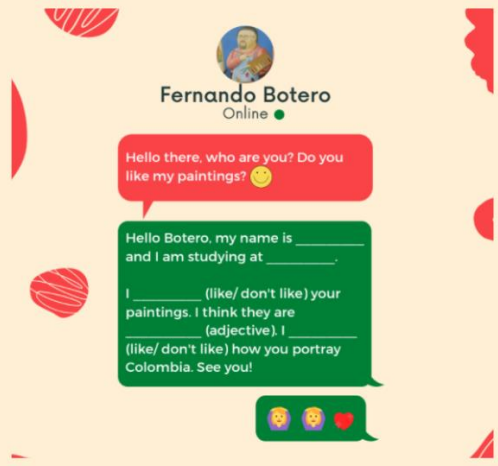 Fernando Botero
Online
Hello there, who are you? Do you
like my paintings?
Hello Botero, my name is __________
and I am studying at __________.
I __________ (like/ don't like) your
paintings. I think they are
__________ (adjective). I __________
(like/ don't like) how you portray
Colombia. See you!